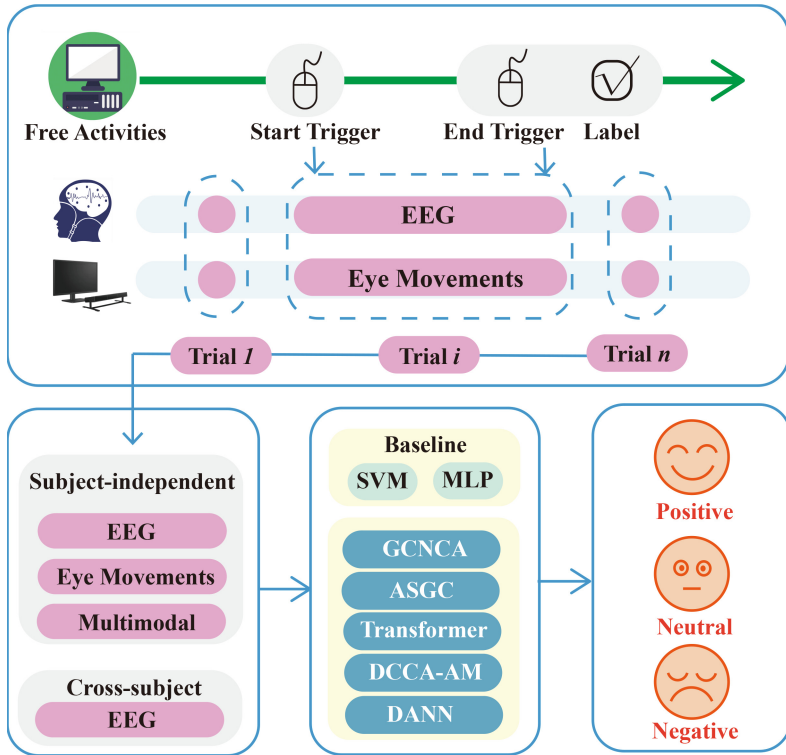 Free Activities
Start Trigger
End Trigger
Label
EEG
Eye Movements
Trial 1
Trial i
Trial n
Subject-independent
EEG
Eye Movements
Multimodal
Cross-subject
EEG
Baseline
SVM
MLP
GCNCA
ASGC
Transformer
DCCA-AM
DANN
Positive
Neutral
Negative